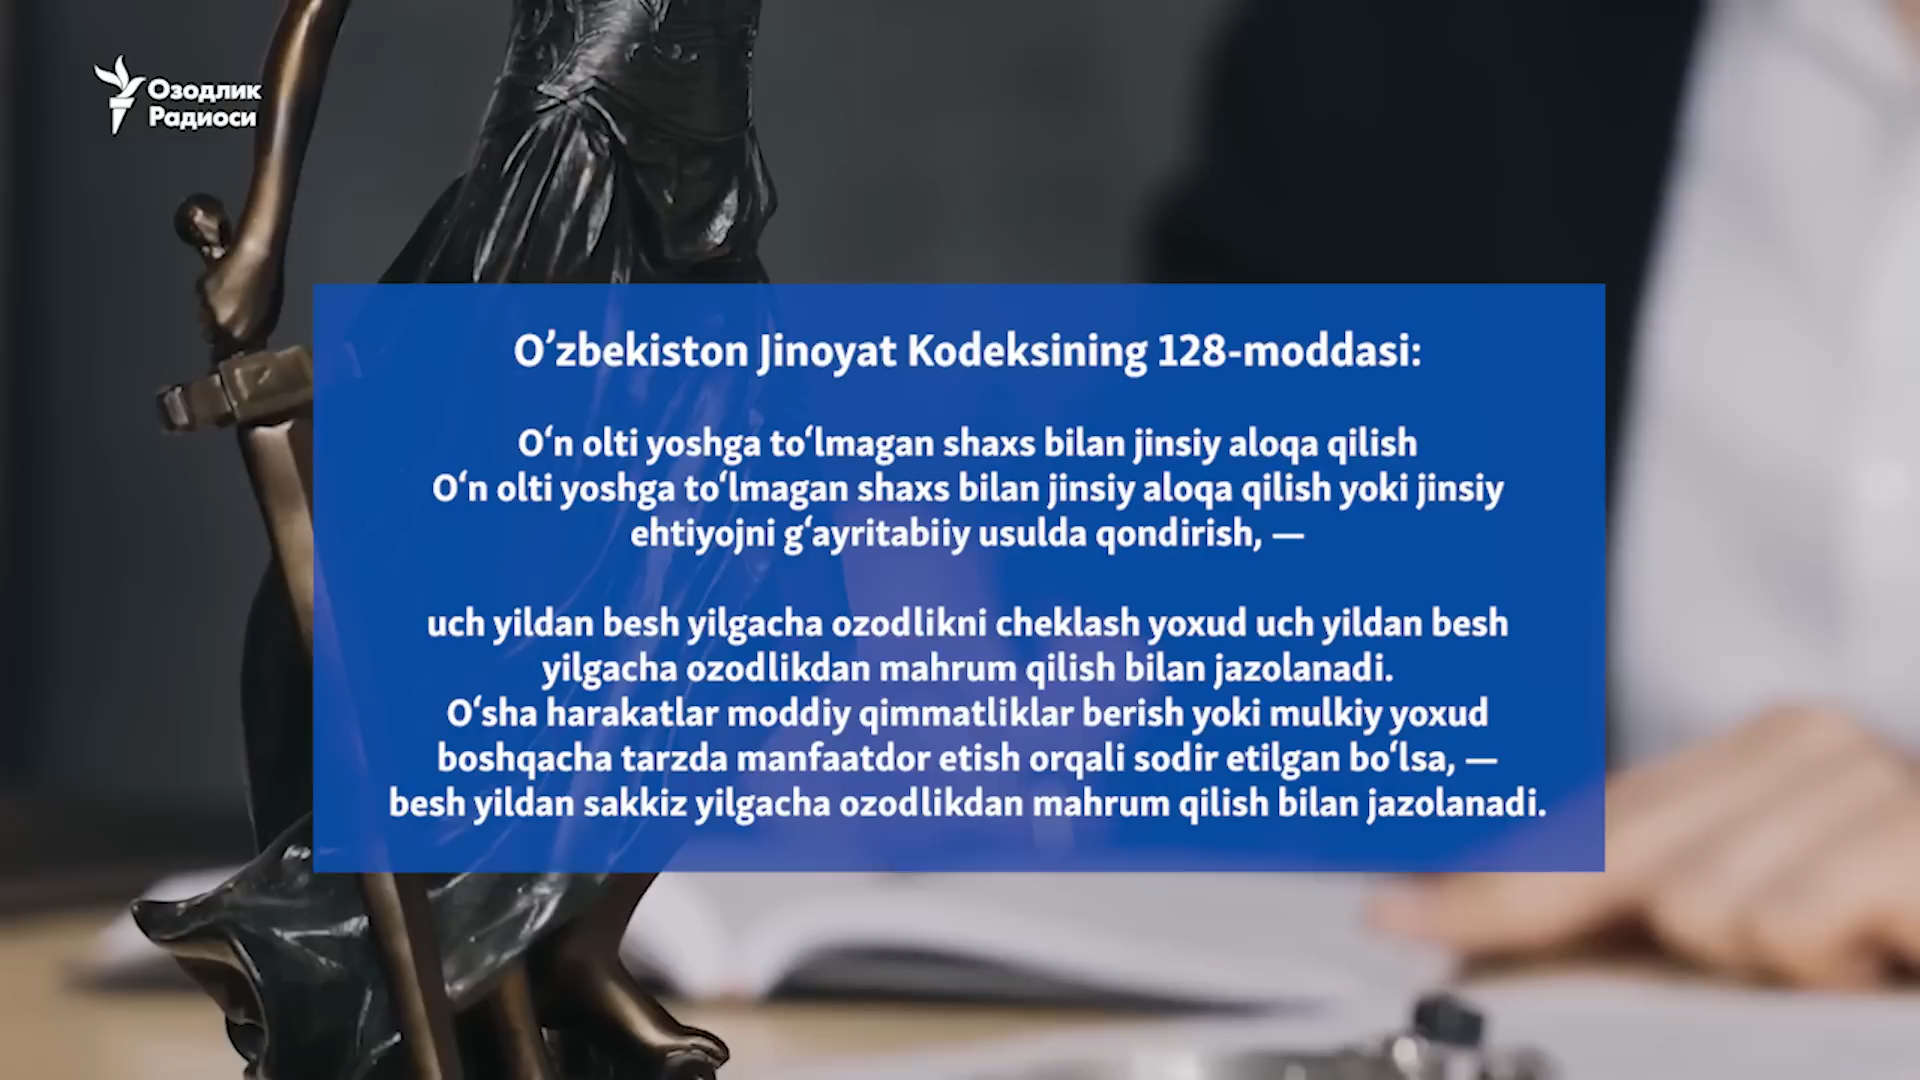 Озодлик
Радиоси
O’zbekiston Jinoyat Kodeksining 128-moddasi:
O‘n olti yoshga to‘lmagan shaxs bilan jinsiy aloqa qilish
O‘n olti yoshga to‘lmagan shaxs bilan jinsiy aloqa qilish yoki jinsiy
ehtiyojni g‘ayritabiiy usulda qondirish, —
uch yildan besh yilgacha ozodlikni cheklash yoxud uch yildan besh
yilgacha ozodlikdan mahrum qilish bilan jazolanadi.
O‘sha harakatlar moddiy qimmatliklar berish yoki mulkiy yoxud
boshqacha tarzda manfaatdor etish orqali sodir etilgan bo‘lsa, —
besh yildan sakkiz yilgacha ozodlikdan mahrum qilish bilan jazolanadi.